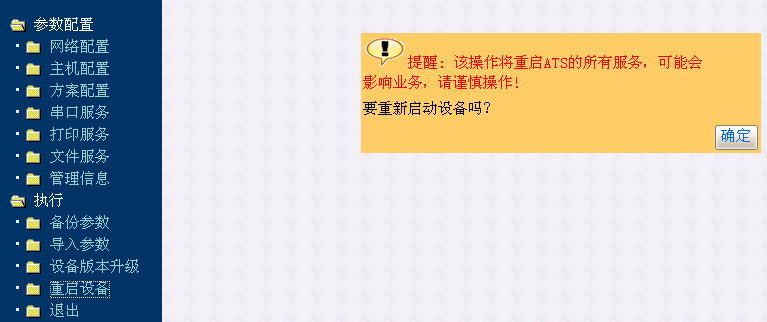 参数配置
网络配置
主机配置
方案配置
串口服务
打印服务
文件服务
管理信息
执行
备份参数
导入参数
设备版本升级
重启设备
退出
提醒：该操作将重启ATS的所有服务，可能会
影响业务，请谨慎操作！
要重新启动设备吗？
确定